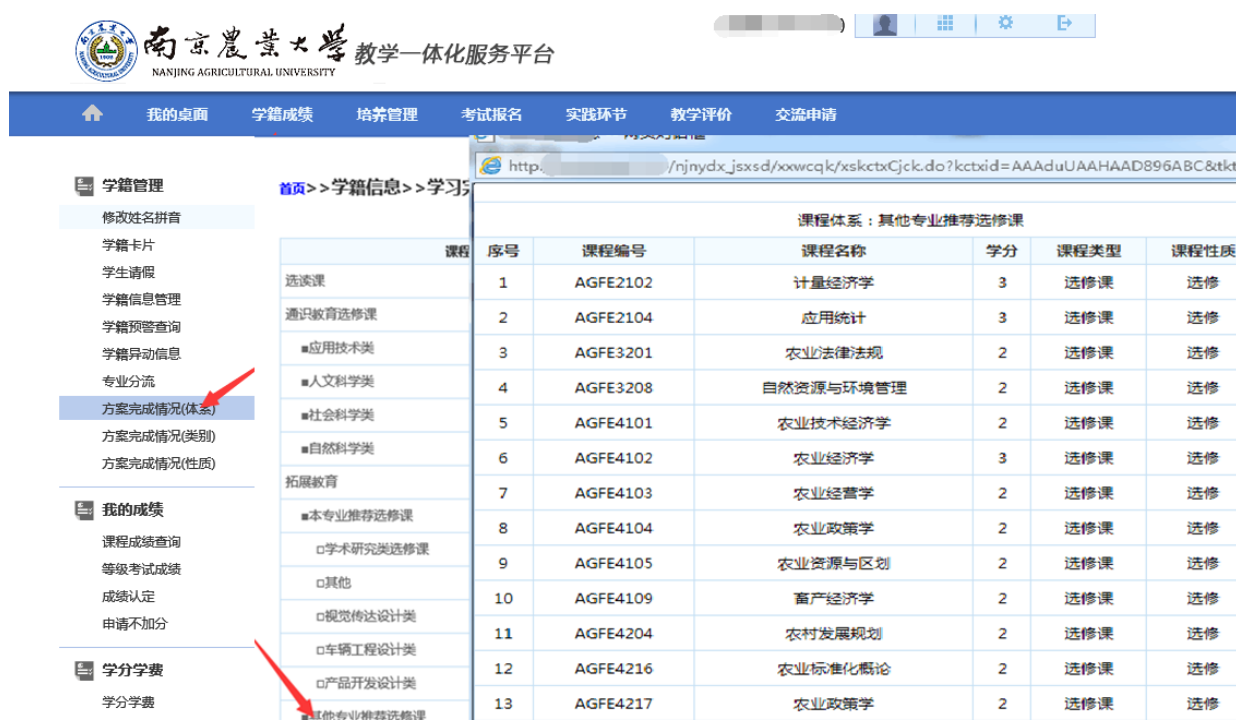 南京農業大學 教学一体化服务平台
NANJING AGRICULTURAL UNIVERSITY
我的桌面 学籍成绩 培养管理 考试报名 实践环节 教学评价 交流申请
学籍管理
修改姓名拼音
学籍卡片
学生请假
学籍信息管理
学籍预警查询
学籍异动信息
专业分流
方案完成情况(体系)
方案完成情况(类别)
方案完成情况(性质)
我的成绩
课程成绩查询
等级考试成绩
成绩认定
申请不加分
学分学费
学分学费
首页>>学籍信息>>学习完
课程
选读课
通识教育选修课
■应用技术类
■人文科学类
■社会科学类
■自然科学类
拓展教育
■本专业推荐选修课
□学术研究类选修课
□其他
□视觉传达设计类
□车辆工程设计类
□产品开发设计类
■其他专业推荐选修课
http: /njnydx_jsxsd/xxwcqk/xskctxCjck.do?kctxid=AAAduUAAHAAD896ABC&tkt
课程体系：其他专业推荐选修课
序号 课程编号 课程名称 学分 课程类型 课程性质
1 AGFE2102 计量经济学 3 选修课 选修
2 AGFE2104 应用统计 3 选修课 选修
3 AGFE3201 农业法律法规 2 选修课 选修
4 AGFE3208 自然资源与环境管理 2 选修课 选修
5 AGFE4101 农业技术经济学 2 选修课 选修
6 AGFE4102 农业经济学 3 选修课 选修
7 AGFE4103 农业经营学 2 选修课 选修
8 AGFE4104 农业政策学 2 选修课 选修
9 AGFE4105 农业资源与区划 2 选修课 选修
10 AGFE4109 畜产经济学 2 选修课 选修
11 AGFE4204 农村发展规划 2 选修课 选修
12 AGFE4216 农业标准化概论 2 选修课 选修
13 AGFE4217 农业政策学 2 选修课 选修